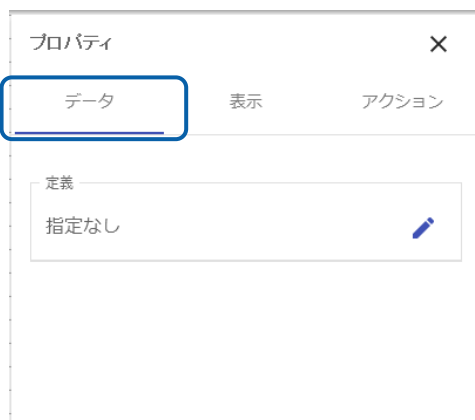 プロパティ
データ 表示 アクション
定義
指定なし